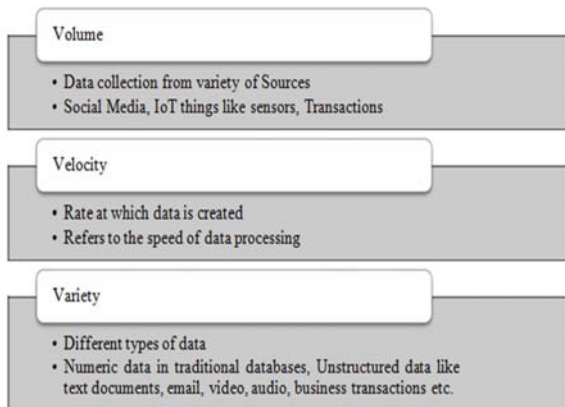 Volume
• Data collection from variety of Sources
• Social Media, IoT things like sensors, Transactions
Velocity
• Rate at which data is created
• Refers to the speed of data processing
Variety
• Different types of data
• Numeric data in traditional databases, Unstructured data like
text documents, email, video, audio, business transactions etc.